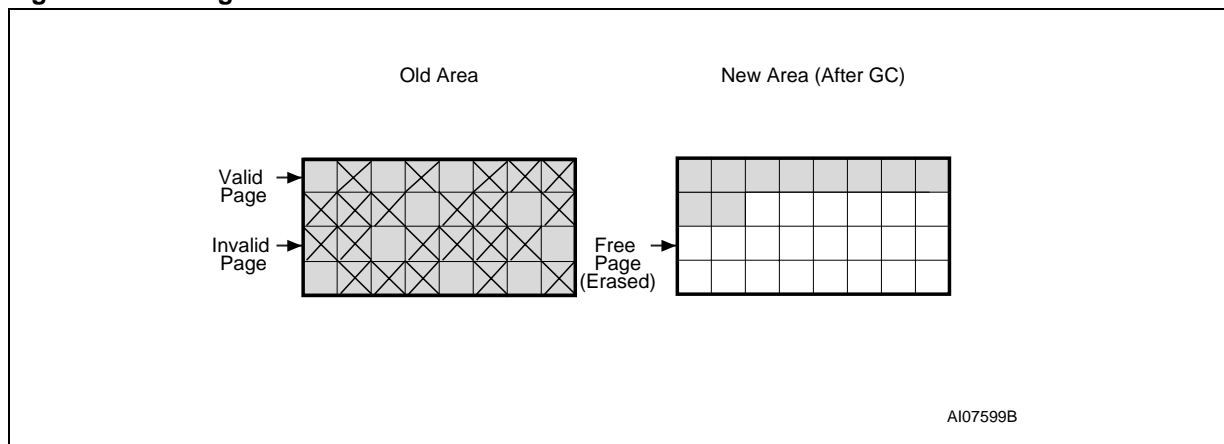 Old Area
New Area (After GC)
Valid
Page
Invalid
Page
Free
Page
(Erased)
AI07599B